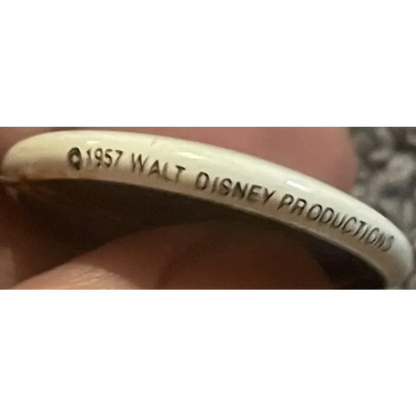 ©1957 WALT DISNEY PRODUCTIONS